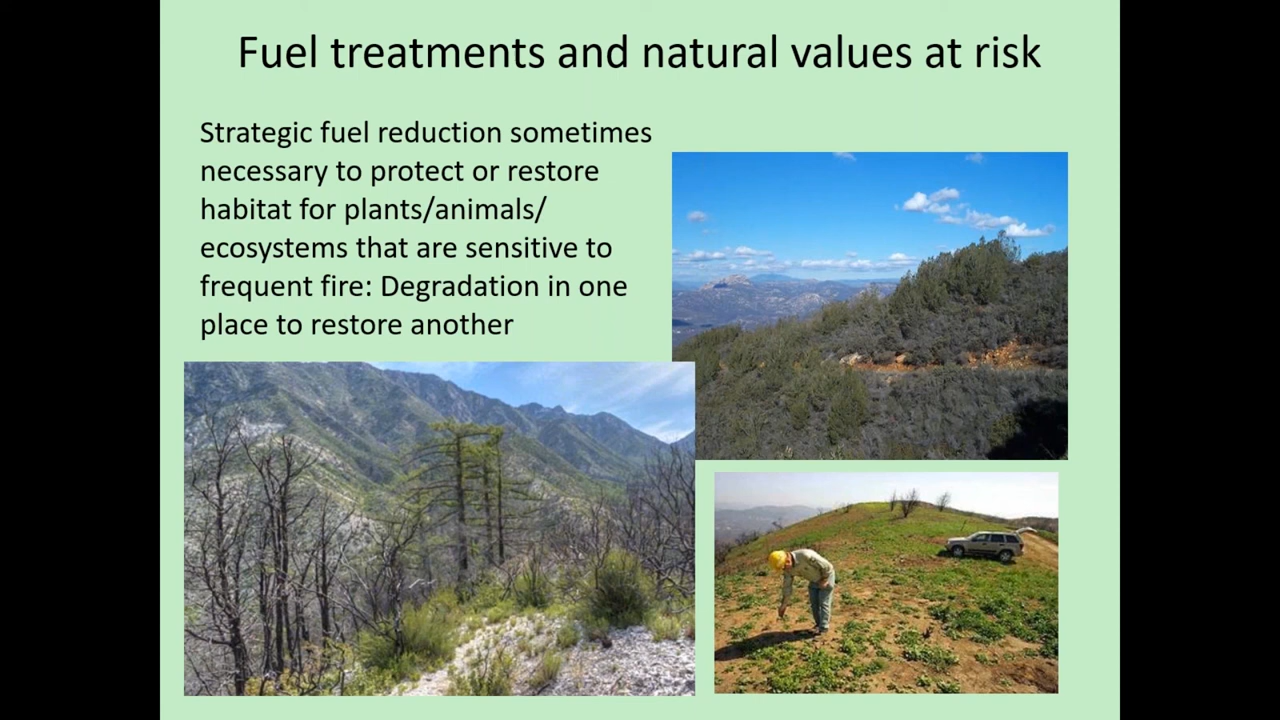 Fuel treatments and natural values at risk
Strategic fuel reduction sometimes
necessary to protect or restore
habitat for plants/animals/
ecosystems that are sensitive to
frequent fire: Degradation in one
place to restore another